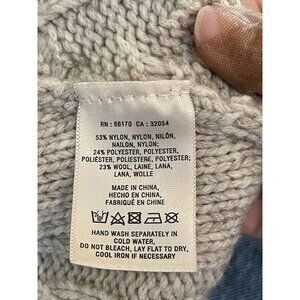 RN : 66170 CA : 32054
53% NYLON, NYLON, NILÓN,
NAILON, NYLON;
24% POLYESTER, POLYESTER,
POLIÉSTER, POLIESTERE, POLYESTER;
23% WOOL, LAINE, LANA,
LANA, WOLLE
MADE IN CHINA,
HECHO EN CHINA,
FABRIQUÉ EN CHINE
HAND WASH SEPARATELY IN
COLD WATER,
DO NOT BLEACH, LAY FLAT TO DRY,
COOL IRON IF NECESSARY